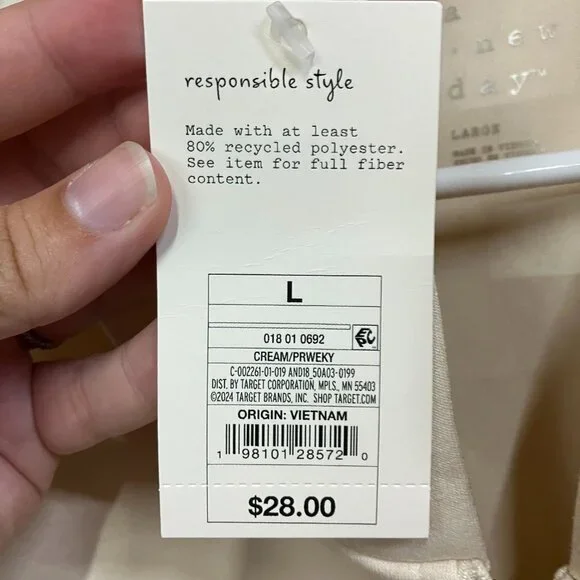 responsible style
Made with at least
80% recycled polyester.
See item for full fiber
content.
L
018 01 0692
CREAM/PRWEKY
C-002261-01-019 AND18_50A03-0199
DIST. BY TARGET CORPORATION, MPLS., MN 55403
©2024 TARGET BRANDS, INC. SHOP TARGET.COM
ORIGIN: VIETNAM
1 98101 28572 0
$28.00
a
new
day™
LARGE